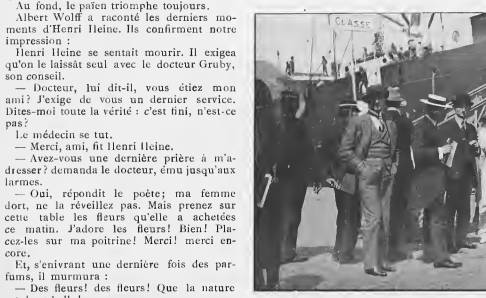 Au fond, le païen triomphe toujours.
Albert Wolff a raconté les derniers mo-
ments d'Henri Heine. Ils confirment notre
impression :
Henri Heine se sentait mourir. Il exigea
qu'on le laissât seul avec le docteur Gruby,
son conseil.
— Docteur, lui dit-il, vous étiez mon
ami? J'exige de vous un dernier service.
Dites-moi toute la vérité : c'est fini, n'est-ce
pas?
Le médecin se tut.
— Merci, ami, fit Henri Heine.
— Avez-vous une dernière prière à m'a-
dresser? demanda le docteur, ému jusqu'aux
larmes.
— Oui, répondit le poète; ma femme
dort, ne la réveillez pas. Mais prenez sur
cette table les fleurs qu'elle a achetées
ce matin. J'adore les fleurs! Bien! Pla-
cez-les sur ma poitrine! Merci! merci en-
core.
Et, s'enivrant une dernière fois des par-
fums, il murmura :
— Des fleurs! des fleurs! Que la nature
CLASSE